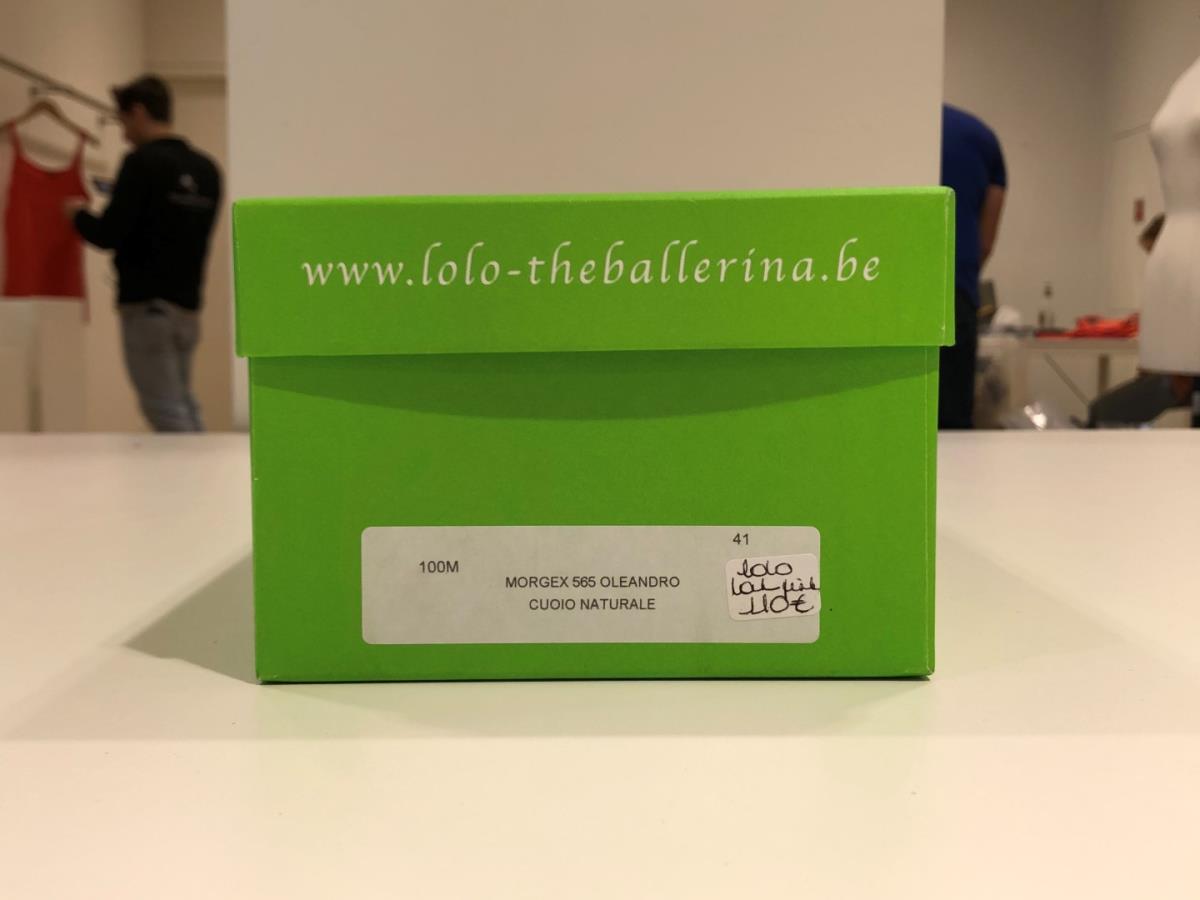 www.lolo-theballerina.be
41
100M
MORGEX 565 OLEANDRO
CUOIO NATURALE
lolo
110€